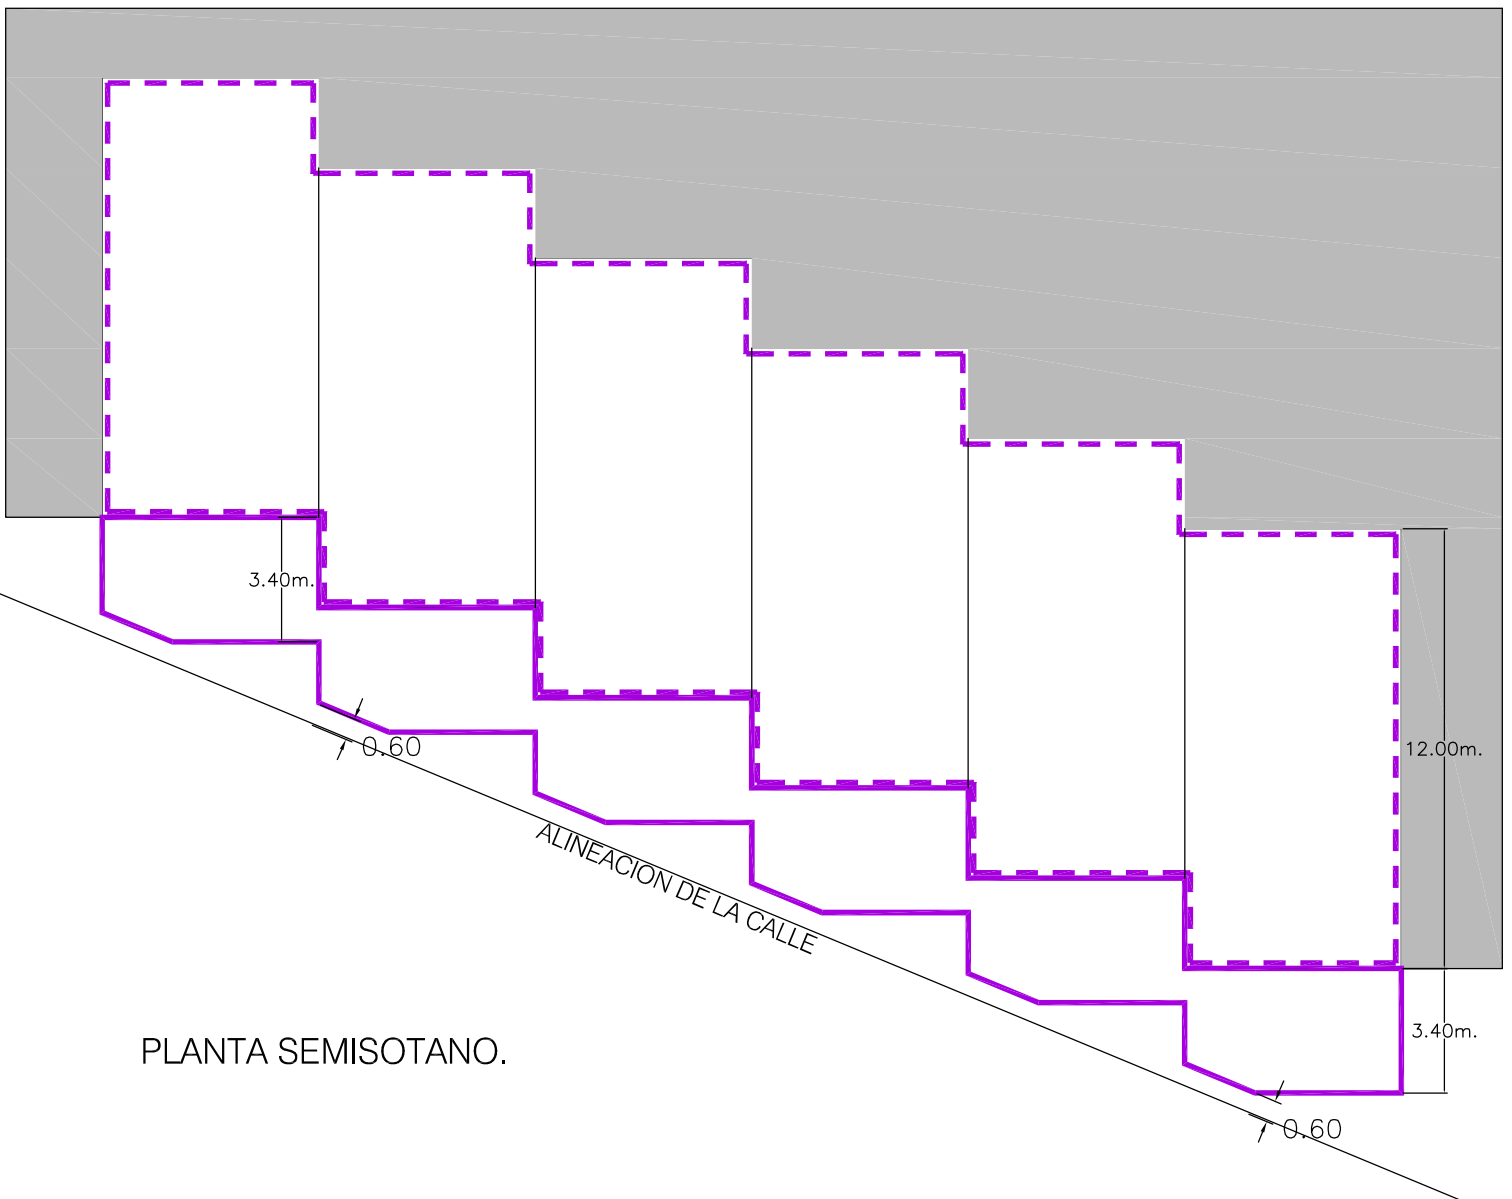 3.40m.
0.60
12.00m.
ALINEACION DE LA CALLE
3.40m.
PLANTA SEMISOTANO.
0.60